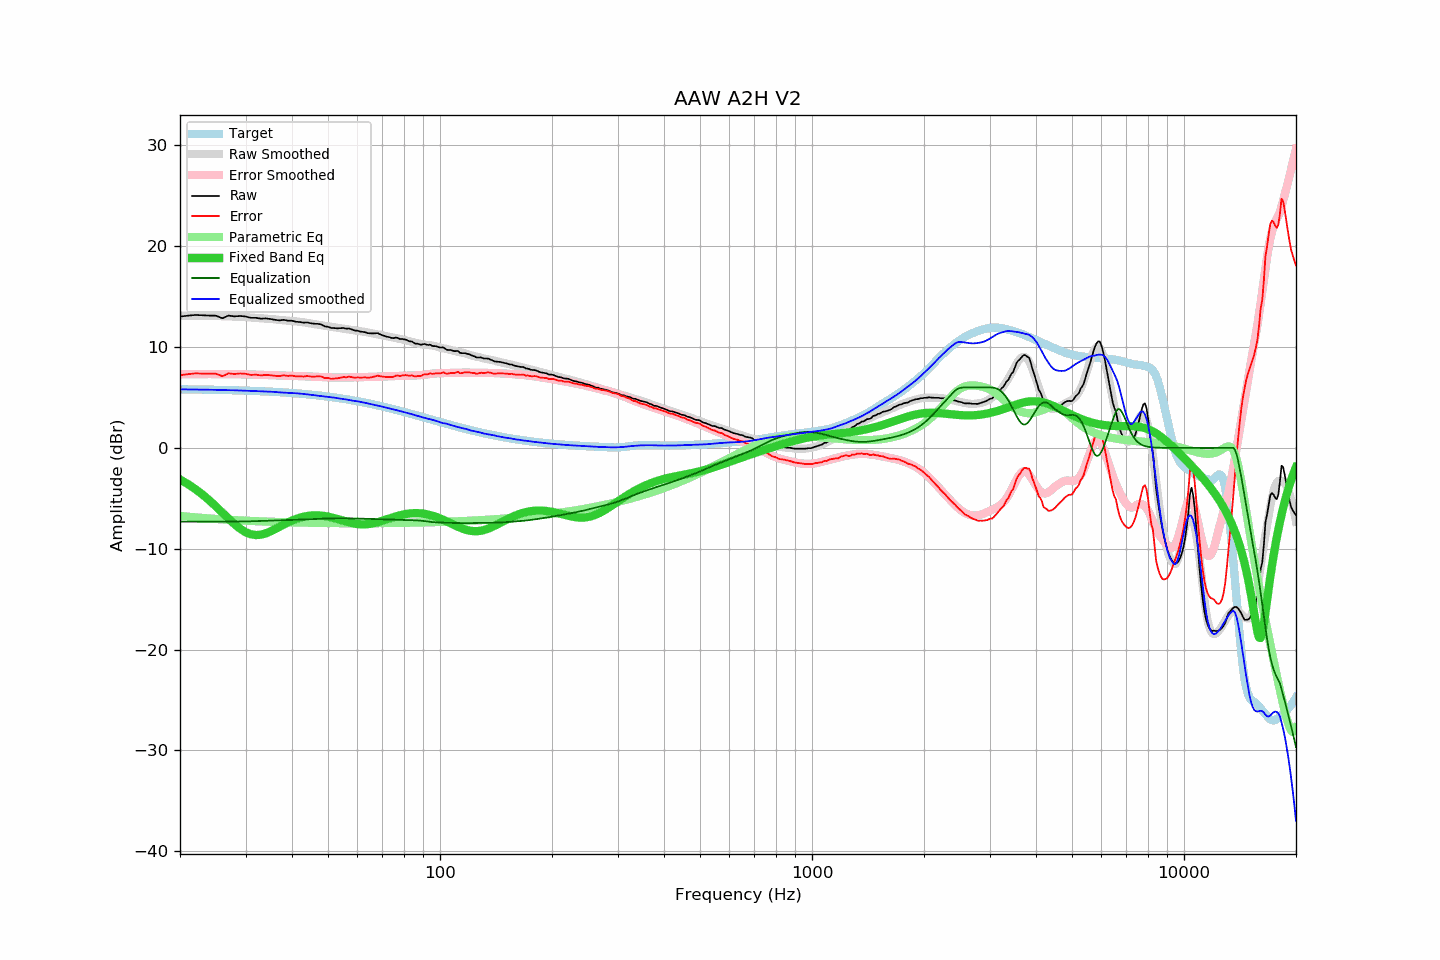 AAW A2H V2
Target
Raw Smoothed
Error Smoothed
Raw
Error
Parametric Eq
Fixed Band Eq
Equalization
Equalized smoothed
30
20
10
0
−10
−20
−30
−40
Amplitude (dBr)
100
1000
10000
Frequency (Hz)